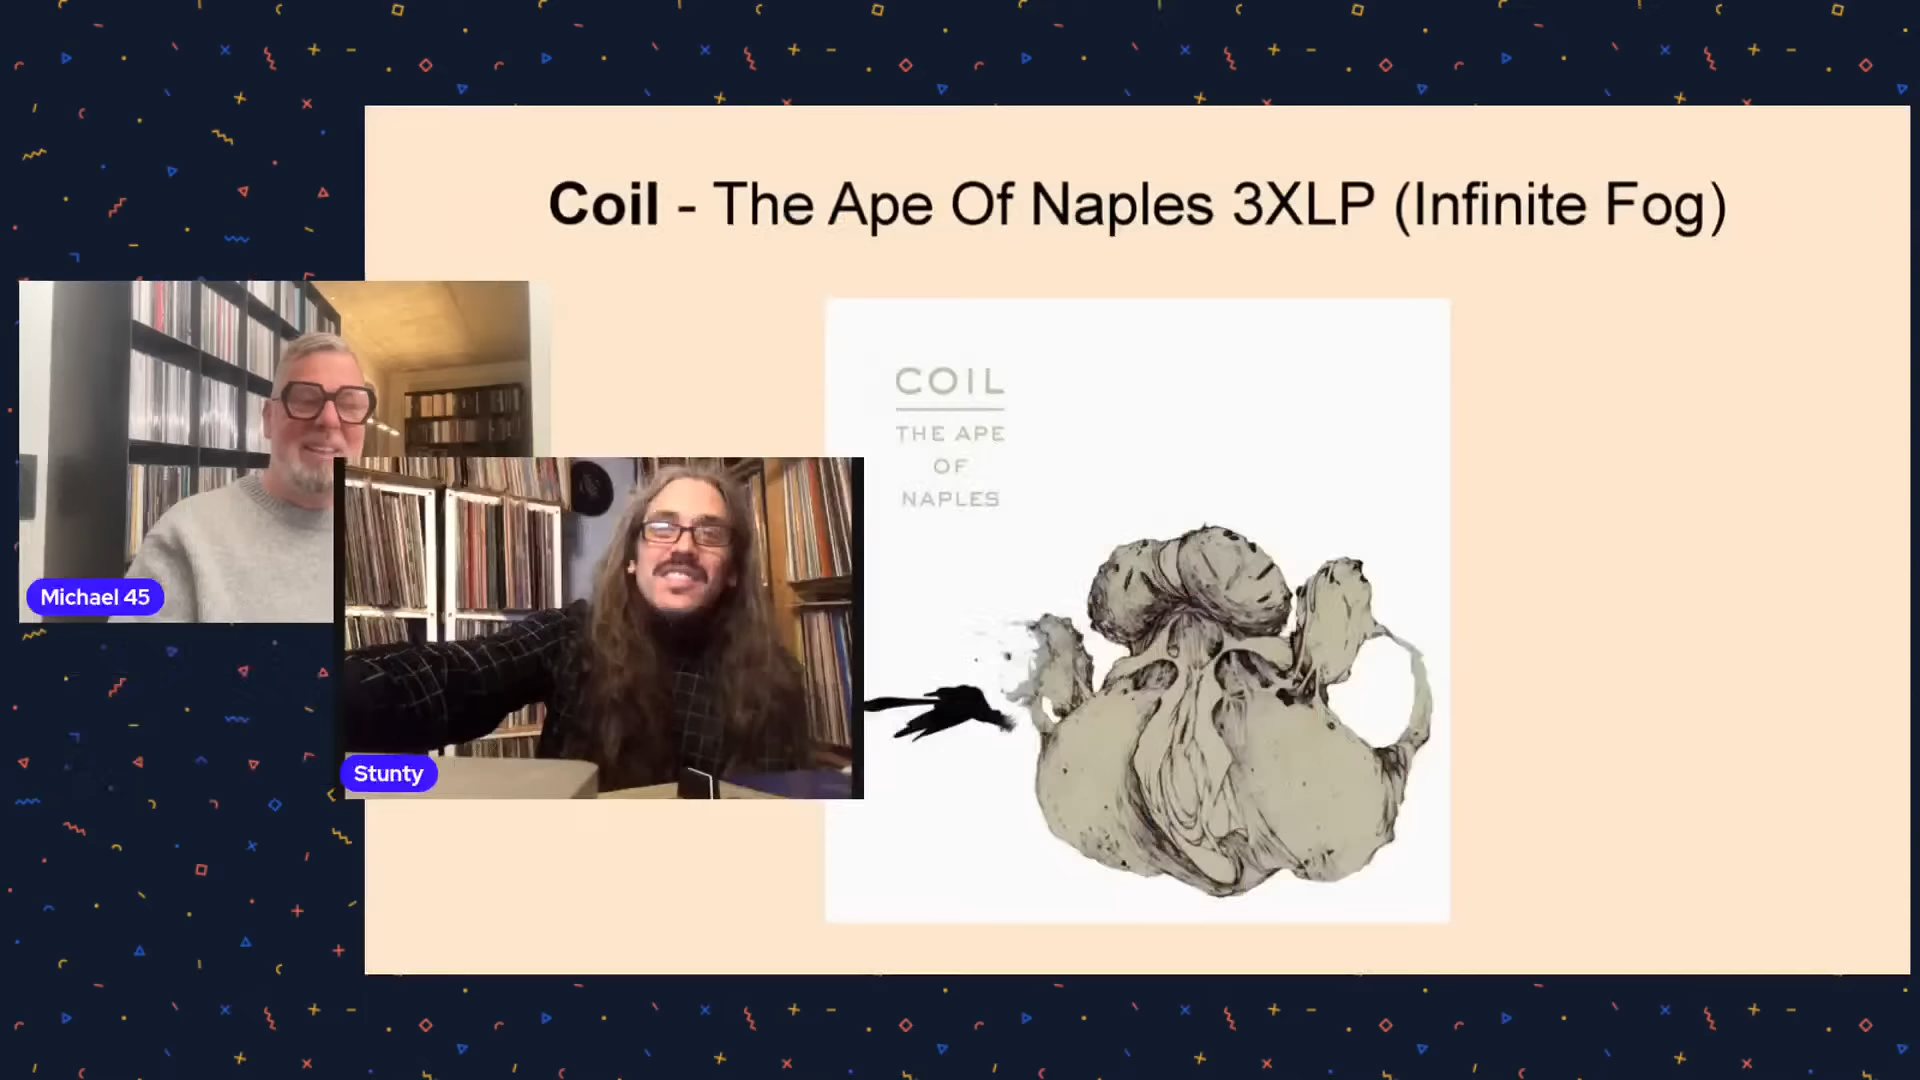 Coil - The Ape Of Naples 3XLP (Infinite Fog)
COIL
THE APE
OF
NAPLES
Michael 45
Stunty